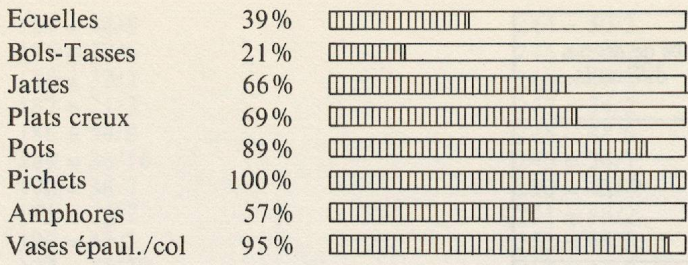 Ecuelles 39%
Bols-Tasses 21%
Jattes 66%
Plats creux 69%
Pots 89%
Pichets 100%
Amphores 57%
Vases épaul./col 95%